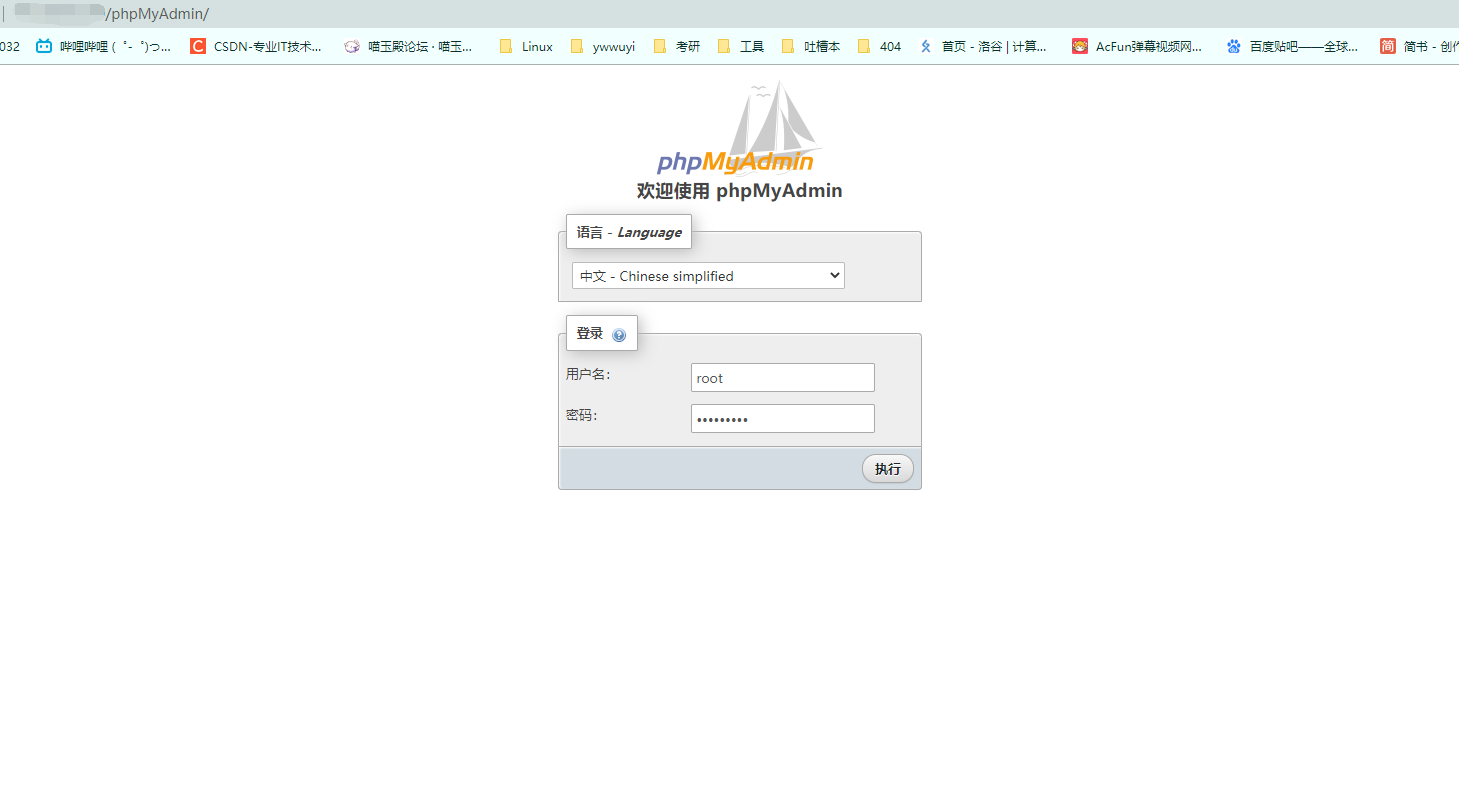 /phpMyAdmin/
032 哔哩哔哩 (゜-゜)つ... CSDN-专业IT技术... 喵玉殿论坛 · 喵玉... Linux ywwuyi 考研 工具 吐槽本 404 首页 - 洛谷 | 计算... AcFun弹幕视频网... 百度贴吧——全球... 简书 - 创作
phpMyAdmin
欢迎使用 phpMyAdmin
语言 - Language
中文 - Chinese simplified
登录
用户名：
root
密码：
执行